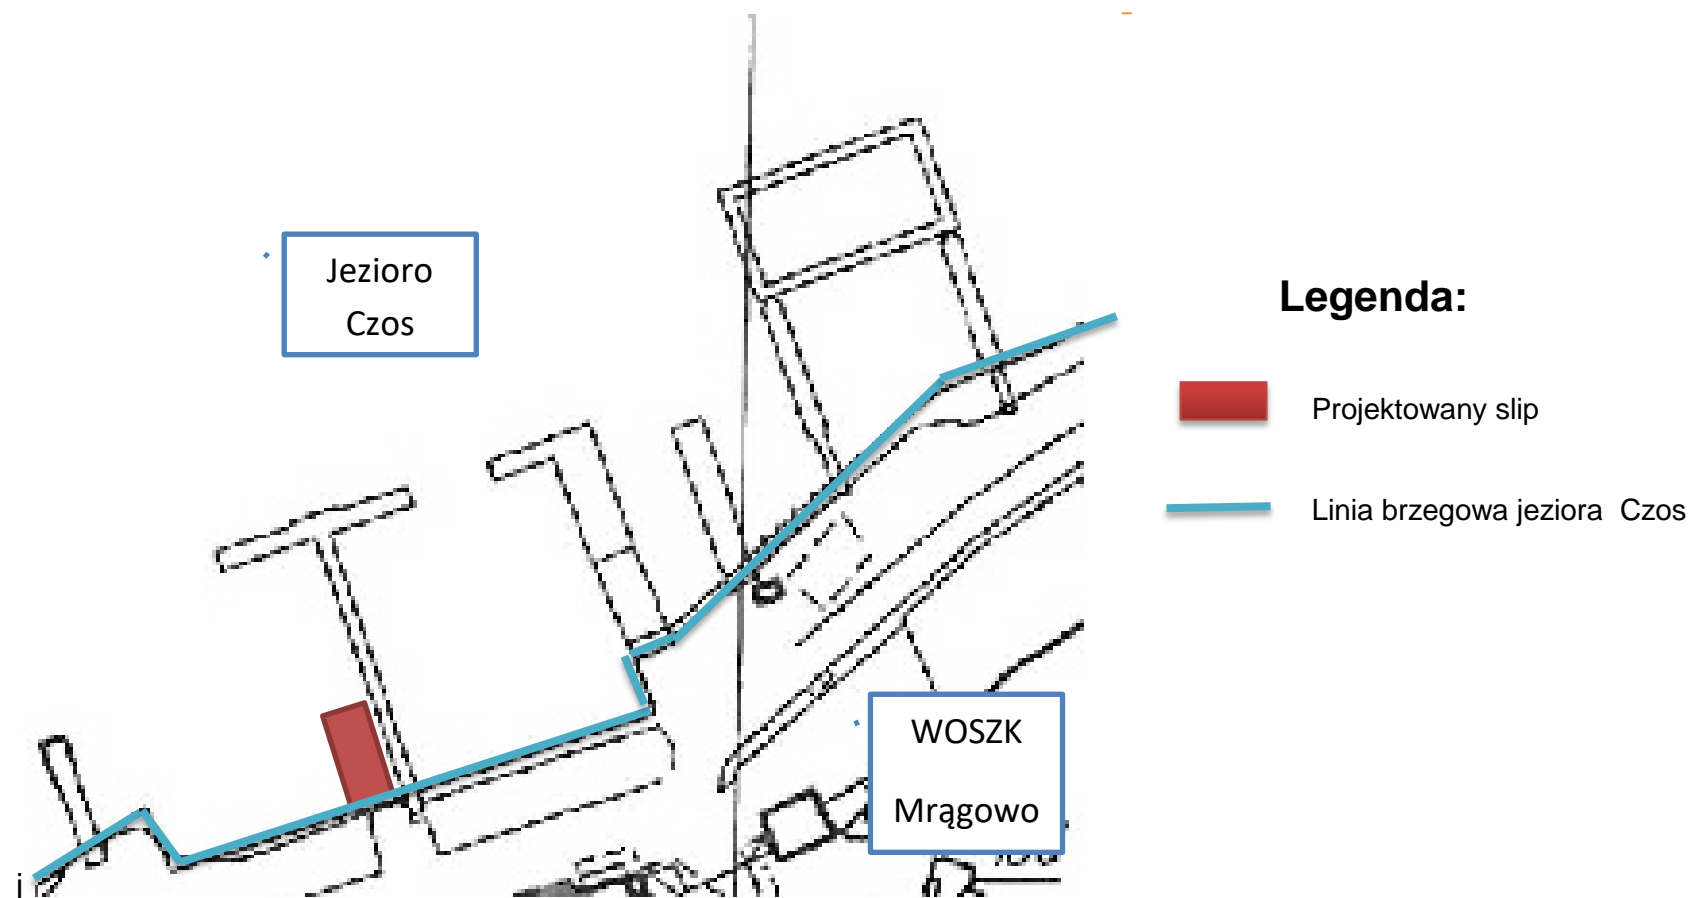 Jezioro
Czos
Legenda:
Projektowany slip
Linia brzegowa jeziora Czos
WOSZK
Mrągowo
i